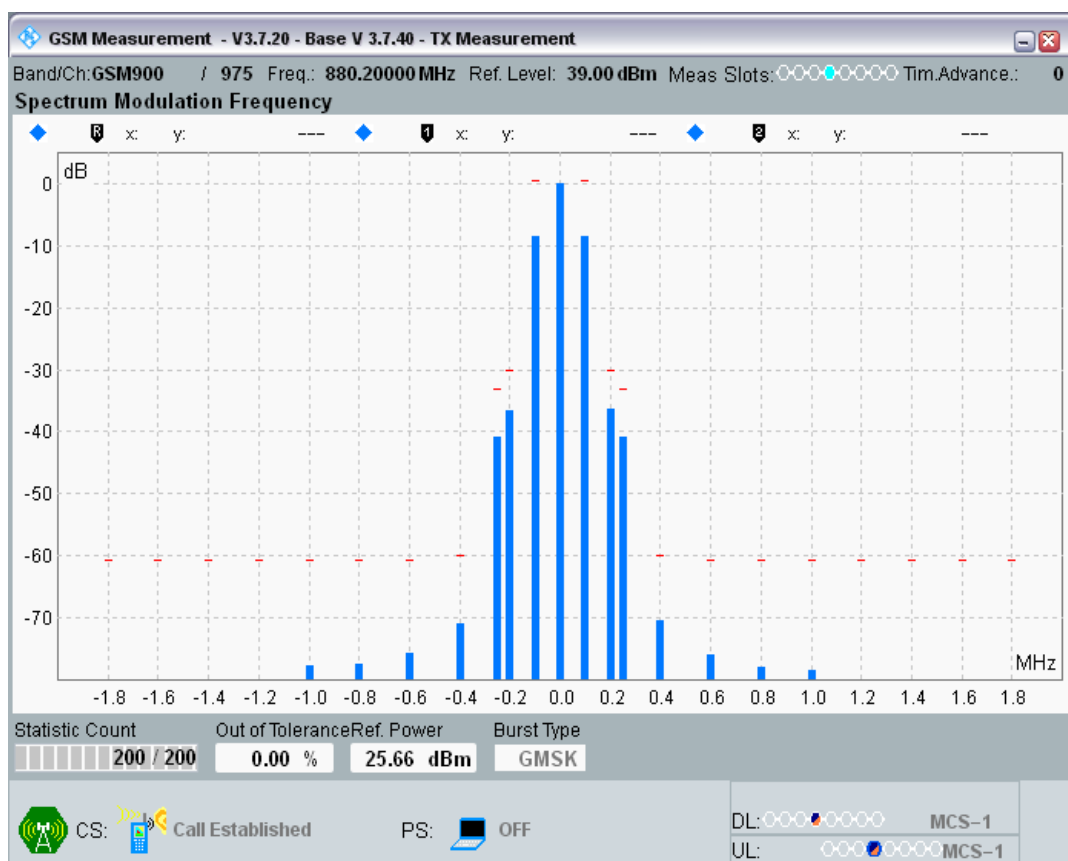 GSM Measurement - V3.7.20 - Base V 3.7.40 - TX Measurement
Band/Ch:GSM900 / 975 Freq.: 880.20000 MHz Ref. Level: 39.00 dBm Meas Slots: Tim.Advance.: 0
Spectrum Modulation Frequency
R x: y: --- 1 x: y: --- 2 x: y: ---
dB
0
-10
-20
-30
-40
-50
-60
-70
MHz
-1.8 -1.6 -1.4 -1.2 -1.0 -0.8 -0.6 -0.4 -0.2 0.0 0.2 0.4 0.6 0.8 1.0 1.2 1.4 1.6 1.8
Statistic Count Out of Tolerance Ref. Power Burst Type
200 / 200 0.00 % 25.66 dBm GMSK
CS: Call Established PS: OFF
DL: MCS-1
UL: MCS-1